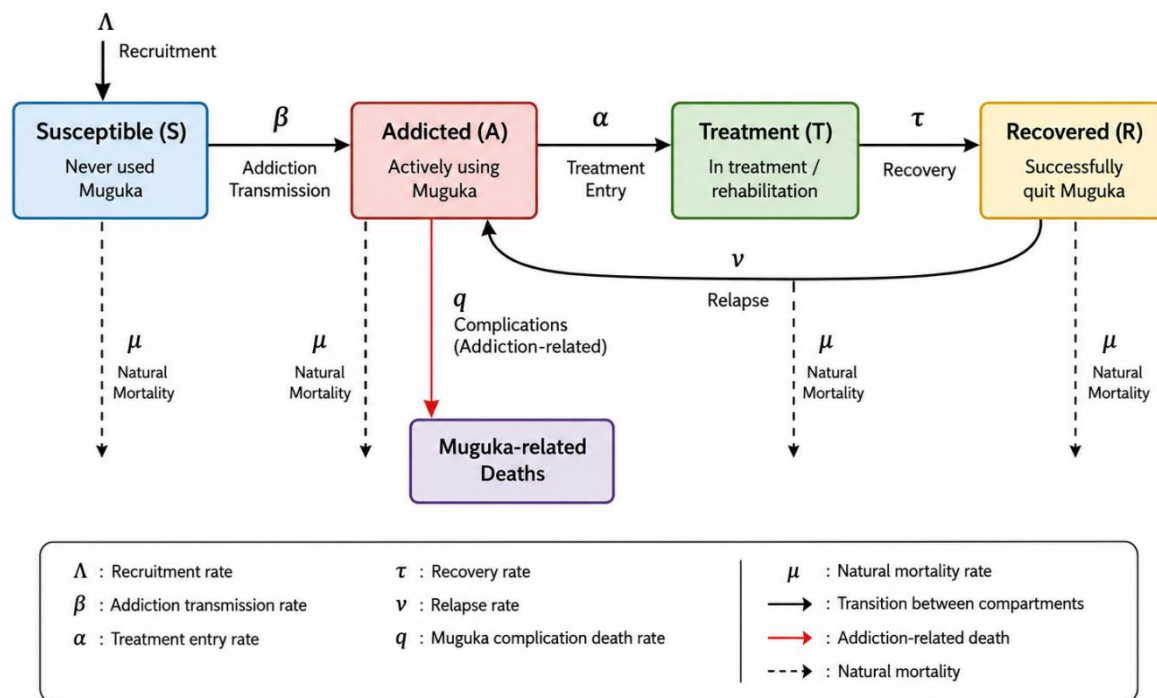 Λ
Recruitment
Susceptible (S)
Never used
Muguka
β
Addiction
Transmission
Addicted (A)
Actively using
Muguka
α
Treatment
Entry
Treatment (T)
In treatment /
rehabilitation
τ
Recovery
Recovered (R)
Successfully
quit Muguka
ν
Relapse
q
Complications
(Addiction-related)
μ
Natural
Mortality
μ
Natural
Mortality
μ
Natural
Mortality
μ
Natural
Mortality
Muguka-related
Deaths
Λ : Recruitment rate
β : Addiction transmission rate
α : Treatment entry rate
τ : Recovery rate
ν : Relapse rate
q : Muguka complication death rate
μ : Natural mortality rate
: Transition between compartments
: Addiction-related death
: Natural mortality